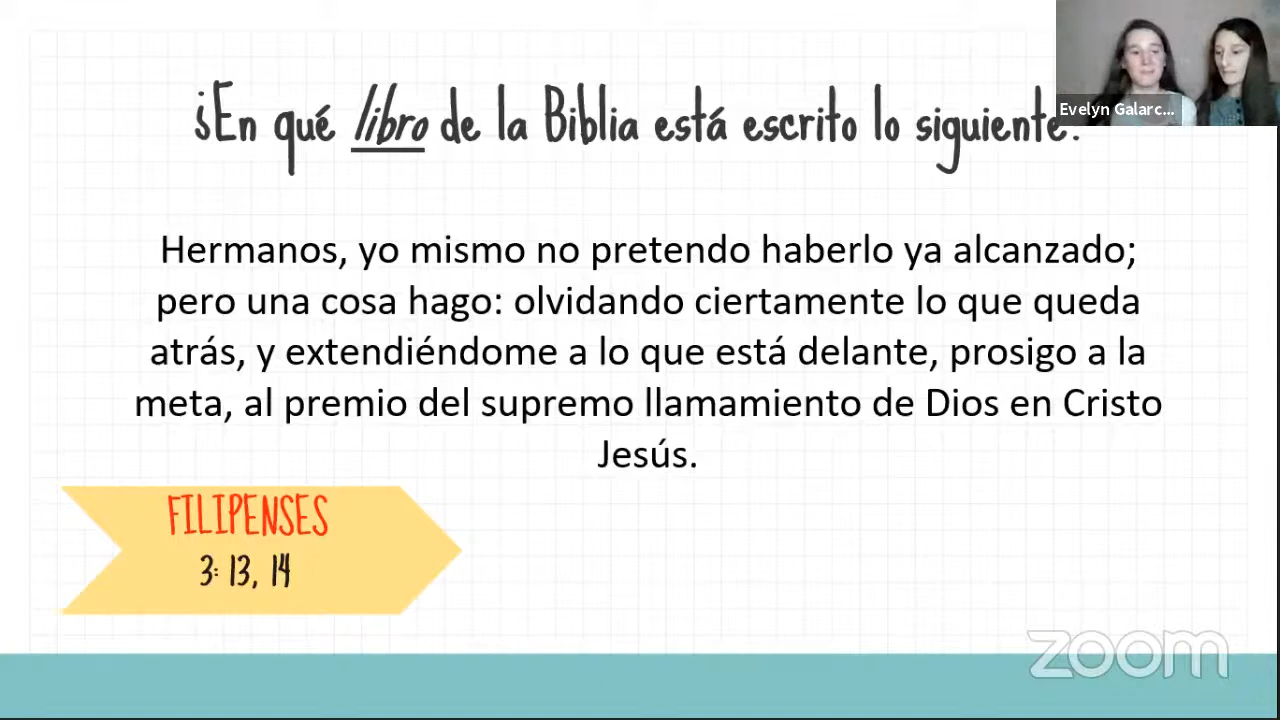 ¿En qué libro de la Biblia está escrito lo siguiente:
Evelyn Galarc...
Hermanos, yo mismo no pretendo haberlo ya alcanzado;
pero una cosa hago: olvidando ciertamente lo que queda
atrás, y extendiéndome a lo que está delante, prosigo a la
meta, al premio del supremo llamamiento de Dios en Cristo
Jesús.
FILIPENSES
3: 13, 14
zoom